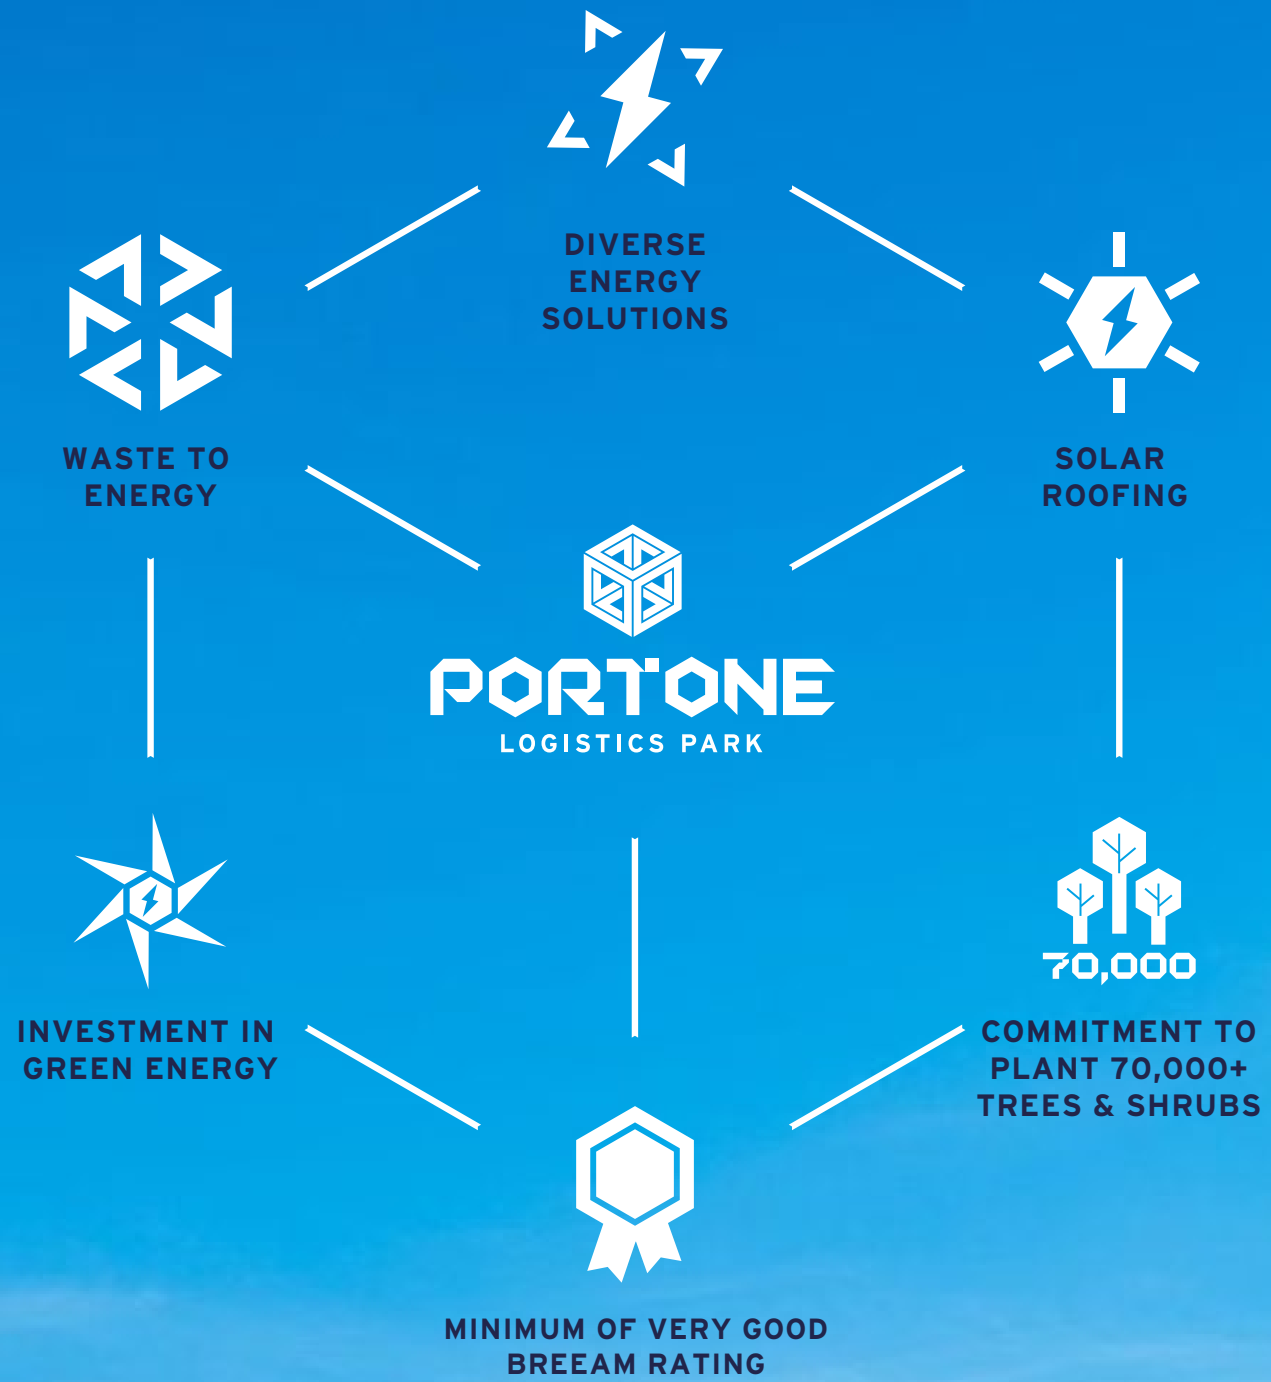 DIVERSE
ENERGY
SOLUTIONS
WASTE TO
ENERGY
SOLAR
ROOFING
PORTONE
LOGISTICS PARK
70,000
INVESTMENT IN
GREEN ENERGY
COMMITMENT TO
PLANT 70,000+
TREES & SHRUBS
MINIMUM OF VERY GOOD
BREEAM RATING